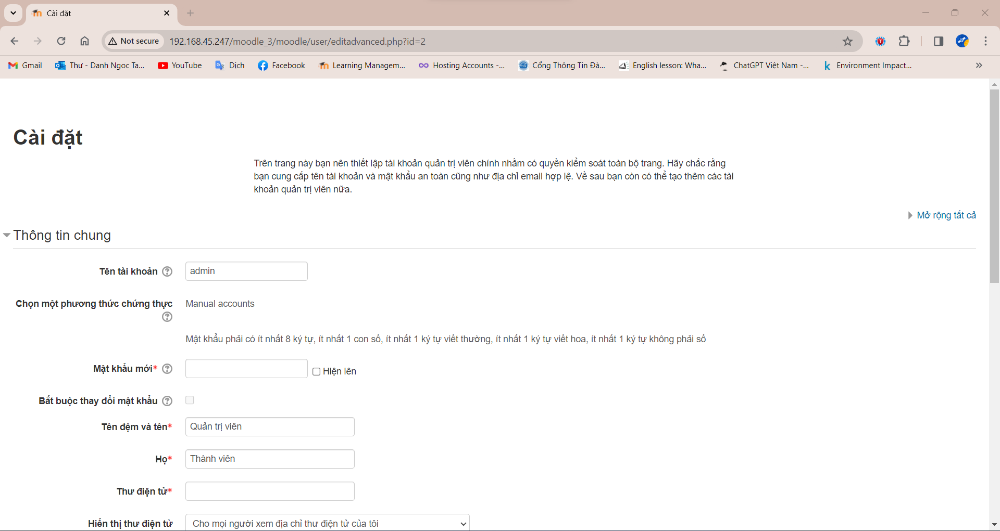 Cài đặt
Not secure
192.168.45.247/moodle_3/moodle/user/editadvanced.php?id=2
Gmail
Thư - Danh Ngoc Ta...
YouTube
Dịch
Facebook
Learning Managem...
Hosting Accounts -...
Cổng Thông Tin Đà...
English lesson: Wha...
ChatGPT Việt Nam -...
Environment Impact...
Cài đặt
Trên trang này bạn nên thiết lập tài khoản quản trị viên chính nhằm có quyền kiểm soát toàn bộ trang. Hãy chắc rằng
bạn cung cấp tên tài khoản và mật khẩu an toàn cũng như địa chỉ email hợp lệ. Về sau bạn còn có thể tạo thêm các tài
khoản quản trị viên nữa.
Mở rộng tất cả
Thông tin chung
Tên tài khoản admin
Chọn một phương thức chứng thực Manual accounts
Mật khẩu phải có ít nhất 8 ký tự, ít nhất 1 con số, ít nhất 1 ký tự viết thường, ít nhất 1 ký tự viết hoa, ít nhất 1 ký tự không phải số
Mật khẩu mới* Hiện lên
Bắt buộc thay đổi mật khẩu
Tên đệm và tên* Quản trị viên
Họ* Thành viên
Thư điện tử*
Hiển thị thư điện tử Cho mọi người xem địa chỉ thư điện tử của tôi